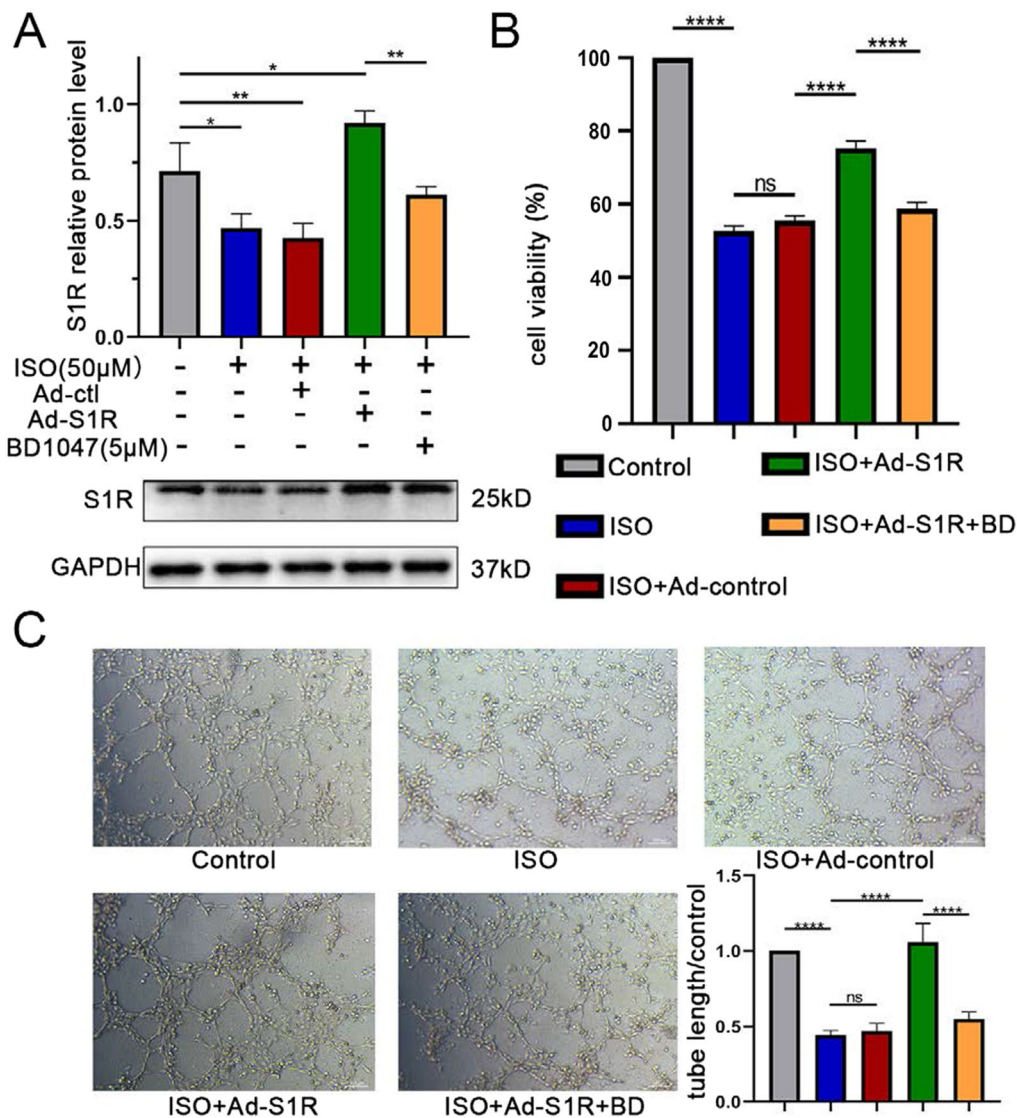 A
S1R relative protein level
1.0
0.5
0.0
*
**
*
**
ISO(50μM) - + + + +
Ad-ctl - - + - -
Ad-S1R - - - + -
BD1047(5μM) - - - - +
S1R 25kD
GAPDH 37kD
B
cell viability (%)
100
80
60
40
20
0
****
ns
****
****
Control
ISO
ISO+Ad-control
ISO+Ad-S1R
ISO+Ad-S1R+BD
C
Control
ISO
ISO+Ad-control
ISO+Ad-S1R
ISO+Ad-S1R+BD
tube length/control
1.5
1.0
0.5
0.0
****
ns
****
****